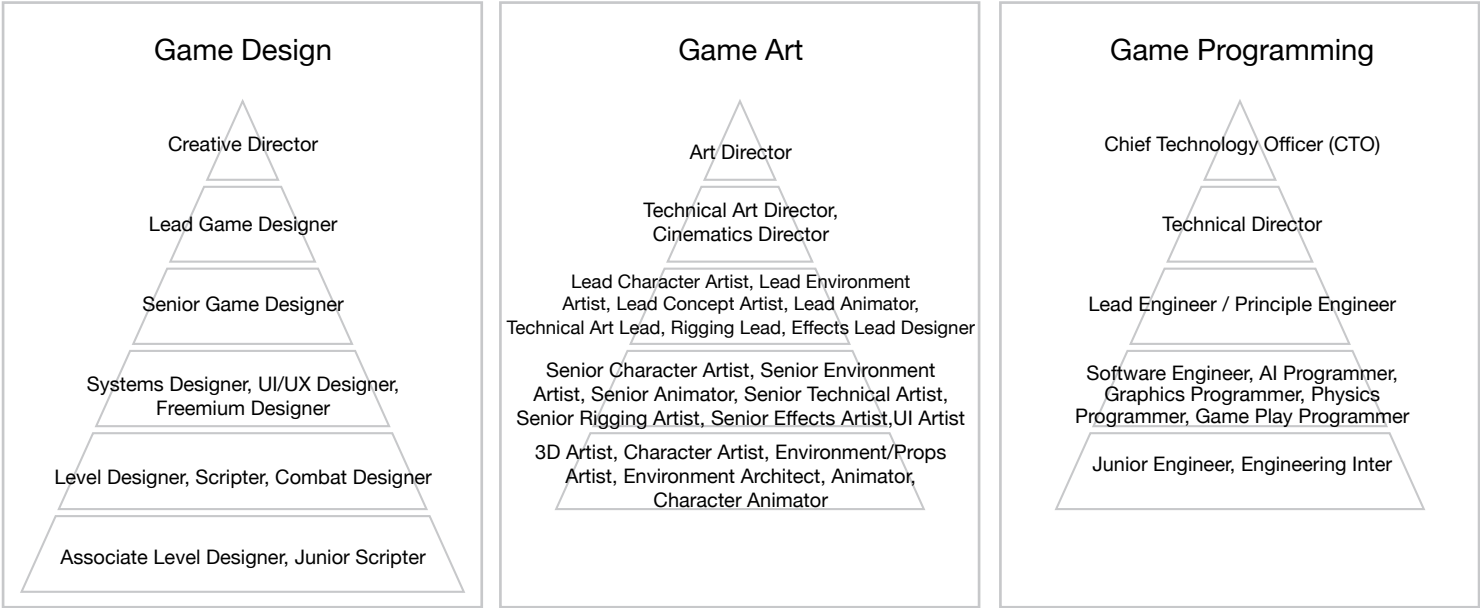 Game Design
Creative Director
Lead Game Designer
Senior Game Designer
Systems Designer, UI/UX Designer,
Freemium Designer
Level Designer, Scripter, Combat Designer
Associate Level Designer, Junior Scripter
Game Art
Art Director
Technical Art Director,
Cinematics Director
Lead Character Artist, Lead Environment
Artist, Lead Concept Artist, Lead Animator,
Technical Art Lead, Rigging Lead, Effects Lead Designer
Senior Character Artist, Senior Environment
Artist, Senior Animator, Senior Technical Artist,
Senior Rigging Artist, Senior Effects Artist,UI Artist
3D Artist, Character Artist, Environment/Props
Artist, Environment Architect, Animator,
Character Animator
Game Programming
Chief Technology Officer (CTO)
Technical Director
Lead Engineer / Principle Engineer
Software Engineer, AI Programmer,
Graphics Programmer, Physics
Programmer, Game Play Programmer
Junior Engineer, Engineering Inter